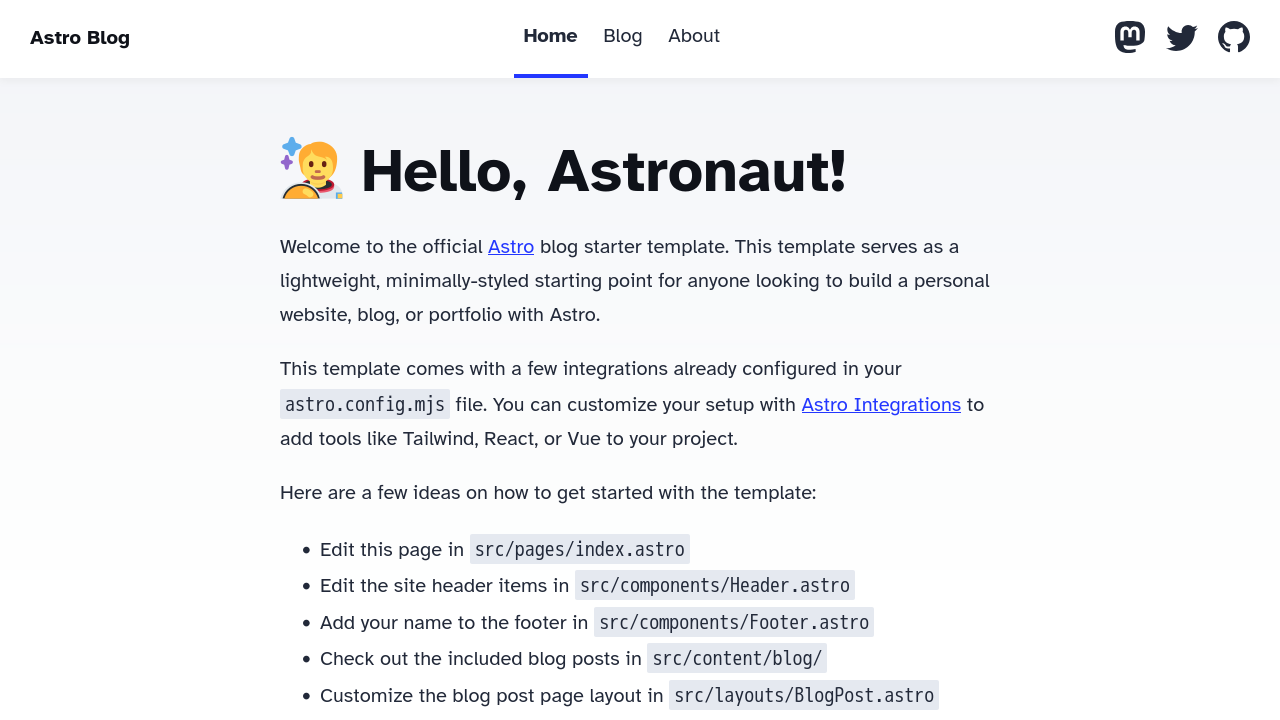 Astro Blog
Home
Blog
About
Hello, Astronaut!
Welcome to the official Astro blog starter template. This template serves as a
lightweight, minimally-styled starting point for anyone looking to build a personal
website, blog, or portfolio with Astro.
This template comes with a few integrations already configured in your
astro.config.mjs file. You can customize your setup with Astro Integrations to
add tools like Tailwind, React, or Vue to your project.
Here are a few ideas on how to get started with the template:
• Edit this page in src/pages/index.astro
• Edit the site header items in src/components/Header.astro
• Add your name to the footer in src/components/Footer.astro
• Check out the included blog posts in src/content/blog/
• Customize the blog post page layout in src/layouts/BlogPost.astro